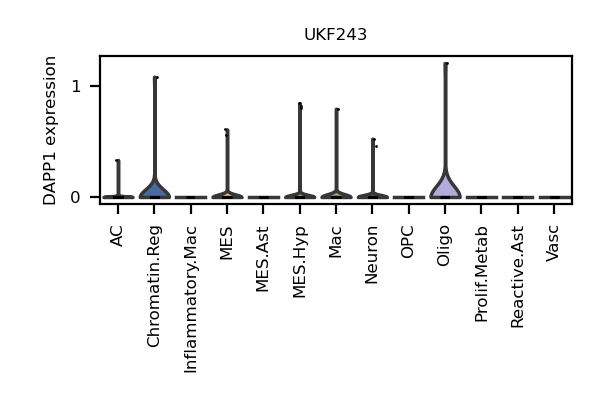 UKF243
DAPP1 expression
1
0
AC
Chromatin.Reg
Inflammatory.Mac
MES
MES.Ast
MES.Hyp
Mac
Neuron
OPC
Oligo
Prolif.Metab
Reactive.Ast
Vasc